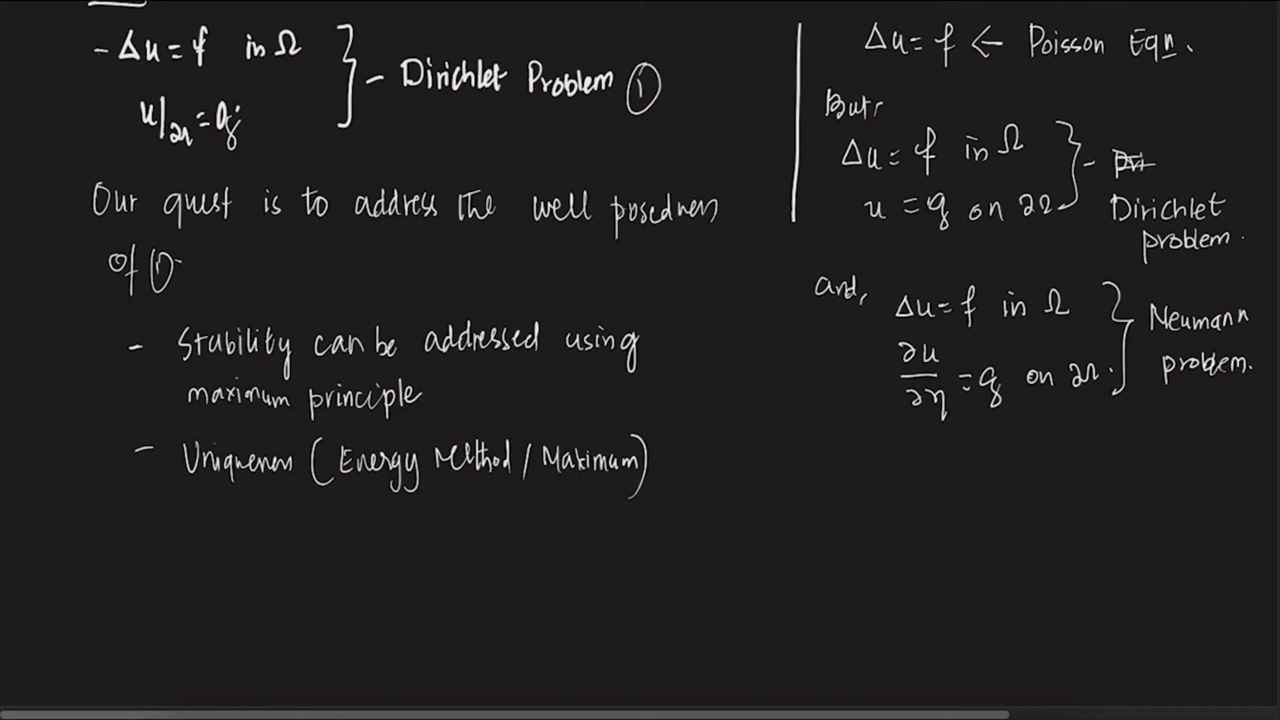 -Δu = f in Ω
u/∂Ω = g
- Dirichlet Problem ①
Our quest is to address the well posedness
of ①
- Stability can be addressed using
maximum principle
- Uniqueness (Energy Method / Maximum)
Δu = f ← Poisson Eqn.
But,
Δu = f in Ω
u = g on ∂Ω
- Dri
Dirichlet
problem.
and,
Δu = f in Ω
∂u/∂η = g on ∂Ω.
Neumann
problem.